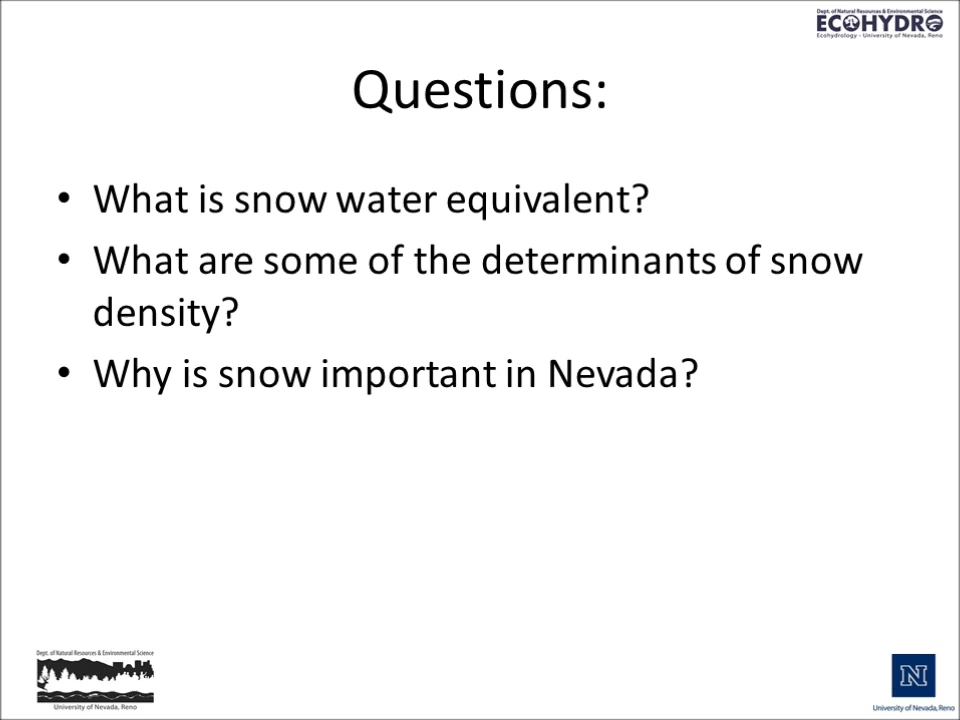 Dept. of Natural Resources & Environmental Science
ECOHYDRO
Ecohydrology - University of Nevada, Reno
Questions:
• What is snow water equivalent?
• What are some of the determinants of snow
density?
• Why is snow important in Nevada?
Dept. of Natural Resources & Environmental Science
University of Nevada, Reno
N
University of Nevada, Reno